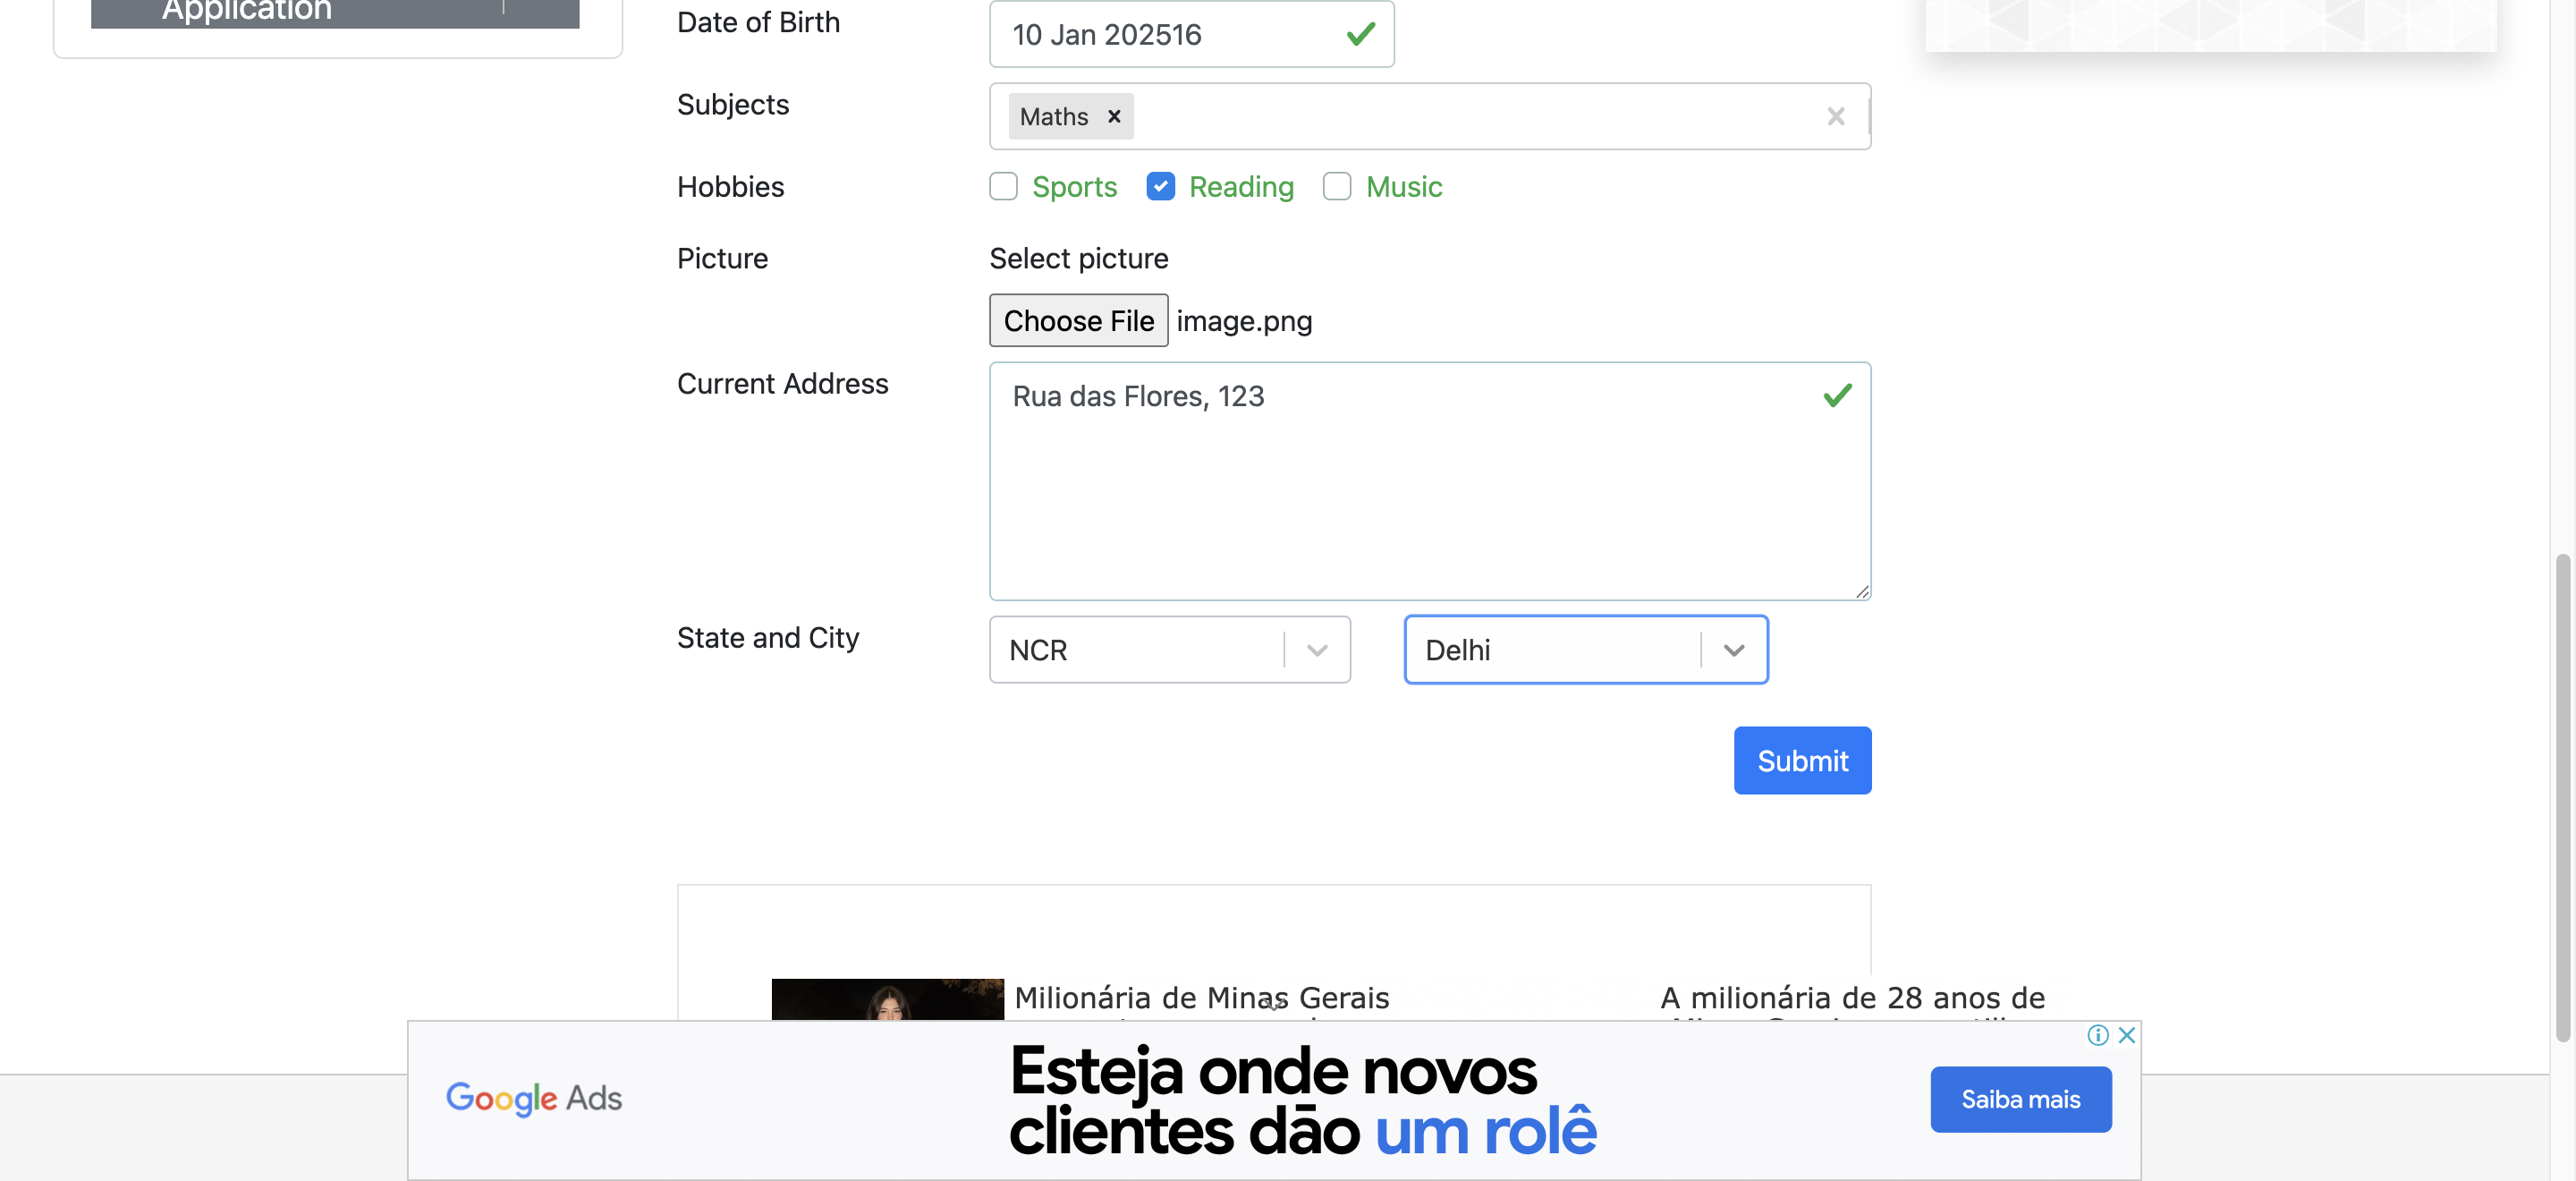 Application
Date of Birth
10 Jan 202516
Subjects
Maths
Hobbies
Sports
Reading
Music
Picture
Select picture
Choose File
image.png
Current Address
Rua das Flores, 123
State and City
NCR
Delhi
Submit
Milionária de Minas Gerais
A milionária de 28 anos de
Google Ads
Esteja onde novos
clientes dão um rolê
Saiba mais